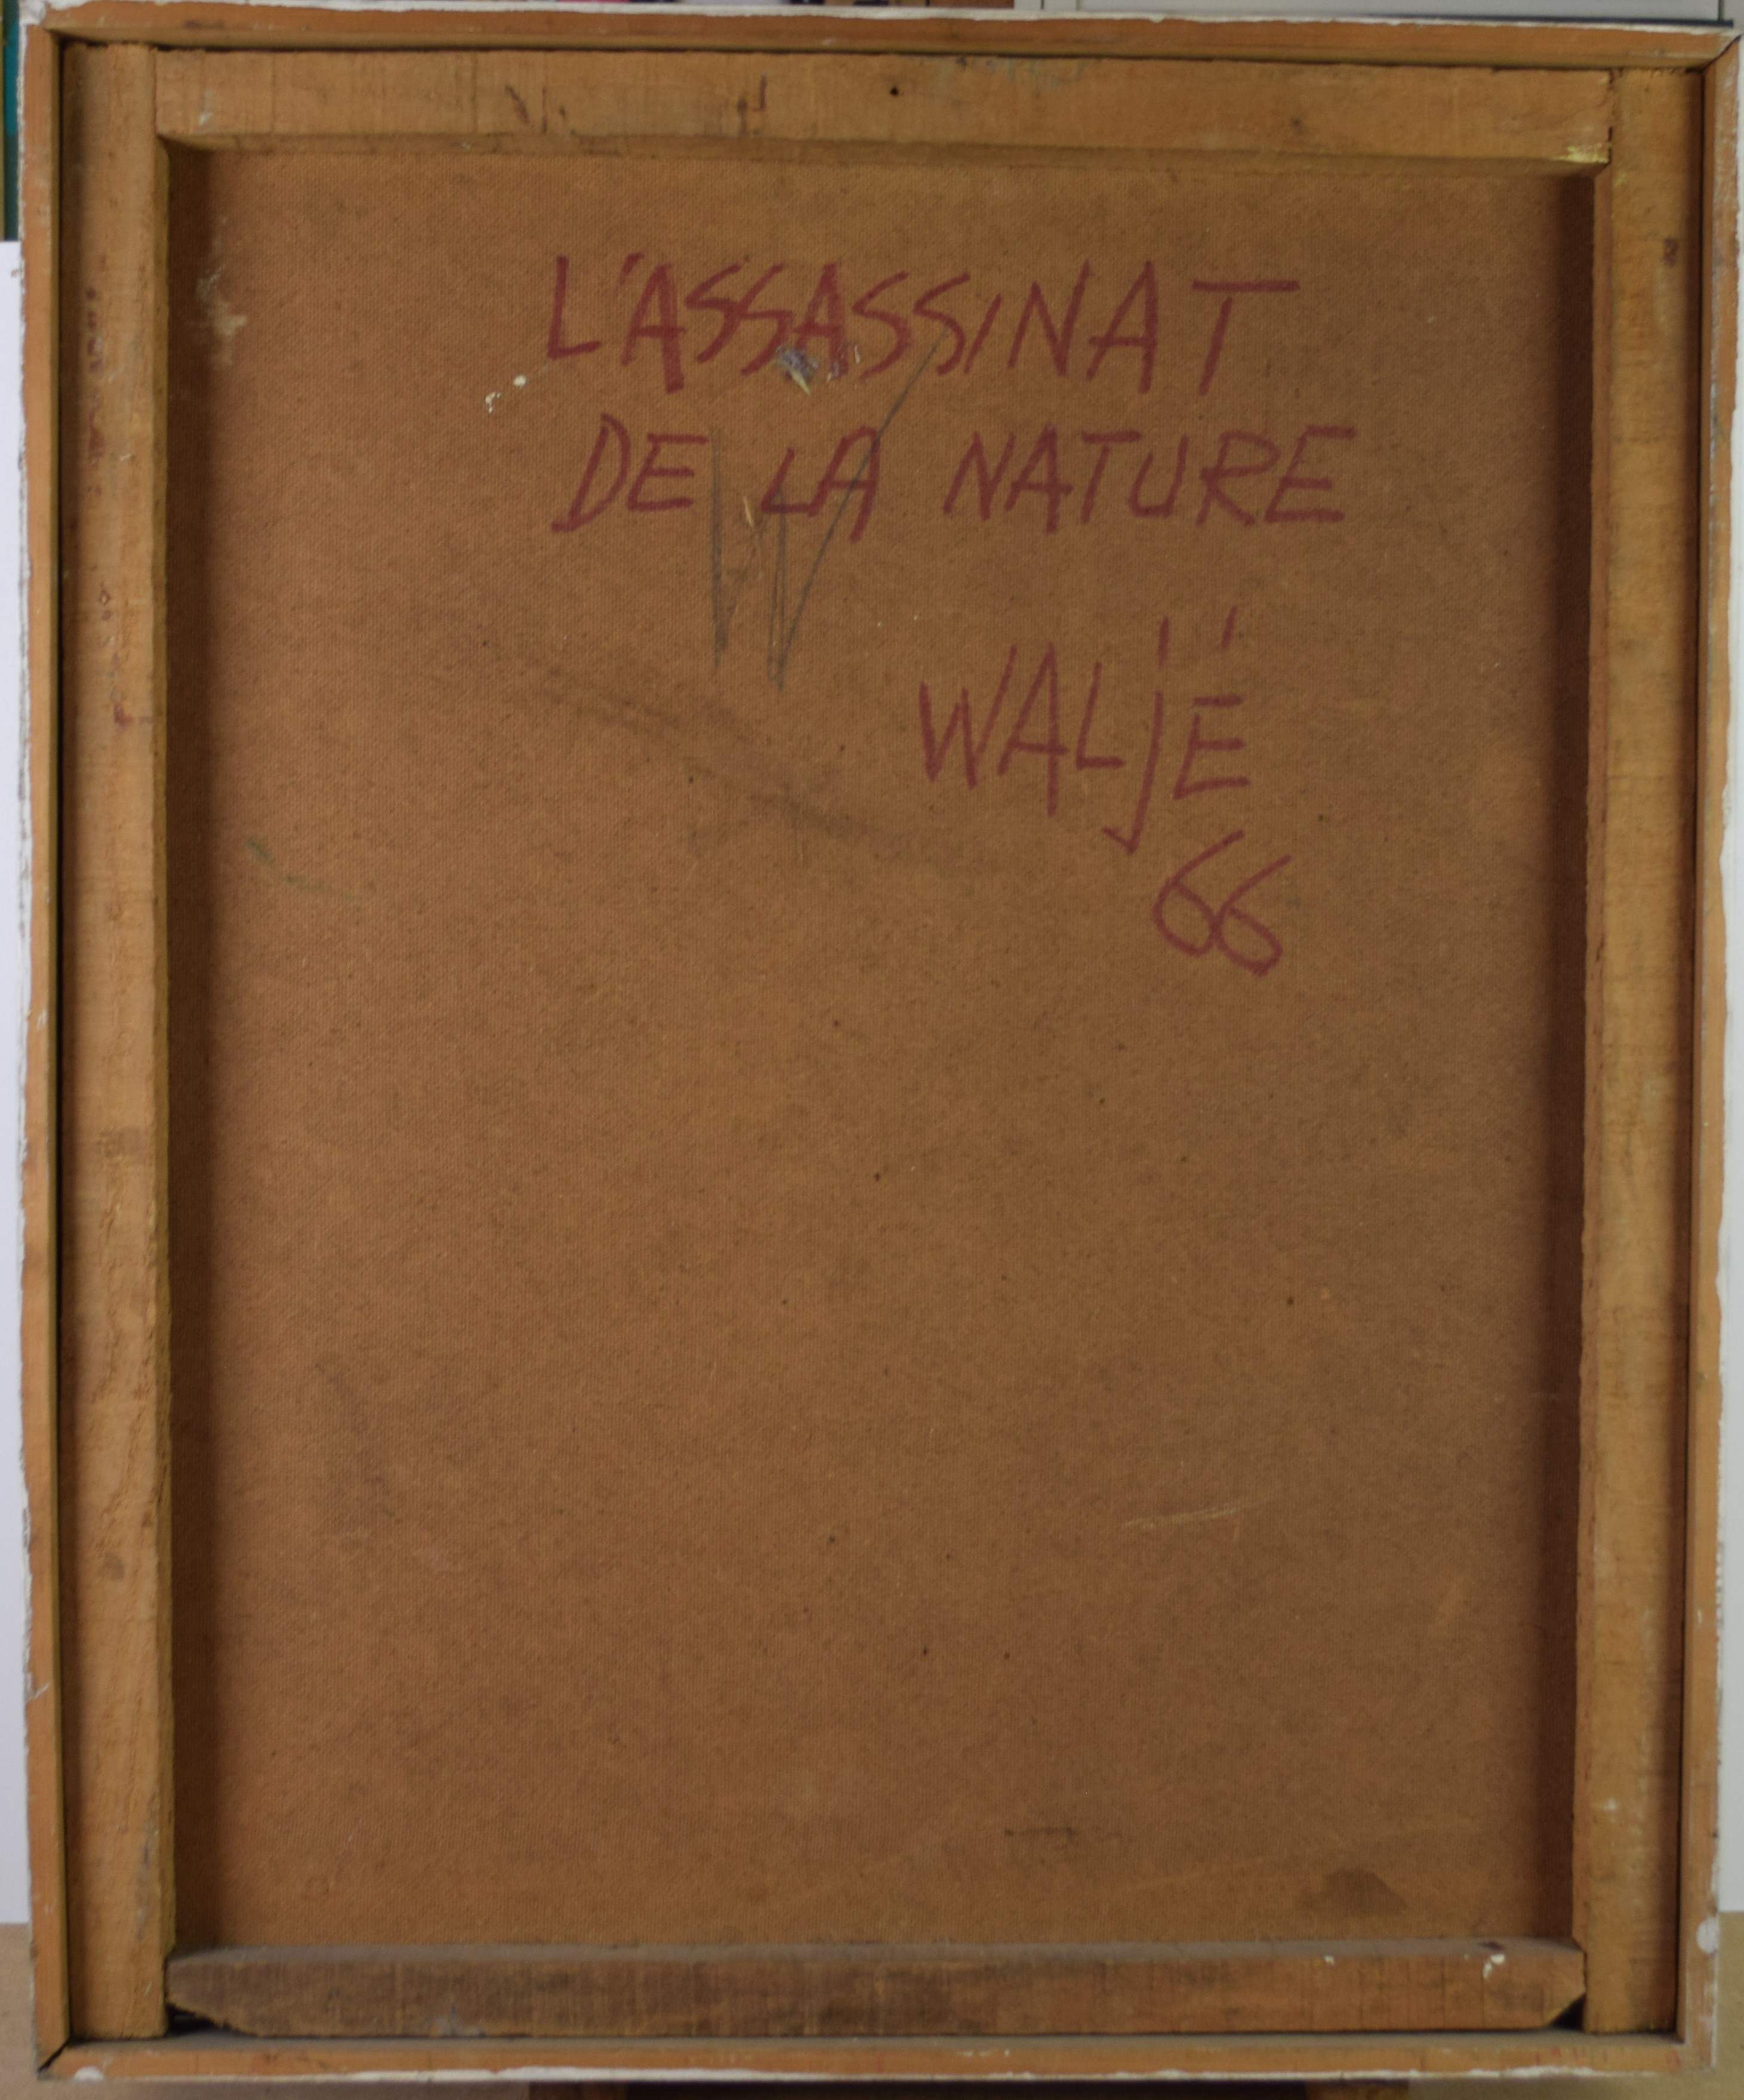 L'ASSASSINAT
DE LA NATURE
WALjÉ
66